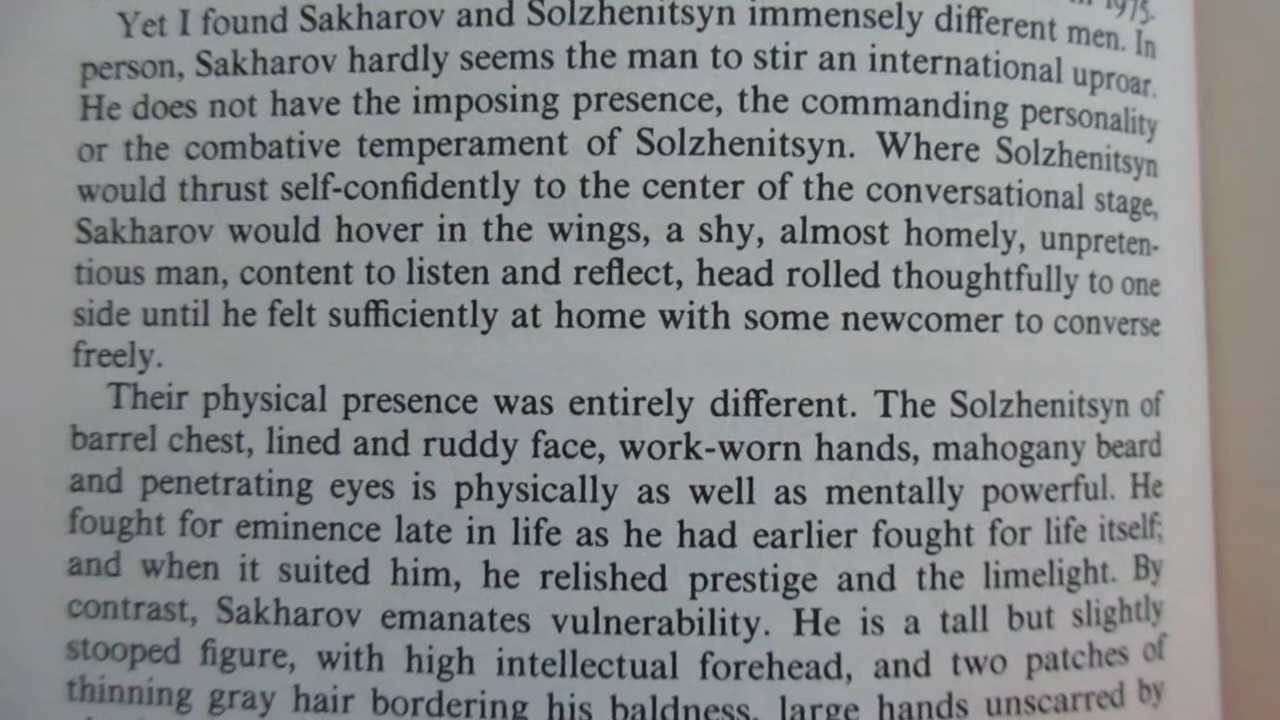 1975.
Yet I found Sakharov and Solzhenitsyn immensely different men. In
person, Sakharov hardly seems the man to stir an international uproar.
He does not have the imposing presence, the commanding personality
or the combative temperament of Solzhenitsyn. Where Solzhenitsyn
would thrust self-confidently to the center of the conversational stage,
Sakharov would hover in the wings, a shy, almost homely, unpreten-
tious man, content to listen and reflect, head rolled thoughtfully to one
side until he felt sufficiently at home with some newcomer to converse
freely.
Their physical presence was entirely different. The Solzhenitsyn of
barrel chest, lined and ruddy face, work-worn hands, mahogany beard
and penetrating eyes is physically as well as mentally powerful. He
fought for eminence late in life as he had earlier fought for life itself;
and when it suited him, he relished prestige and the limelight. By
contrast, Sakharov emanates vulnerability. He is a tall but slightly
stooped figure, with high intellectual forehead, and two patches of
thinning gray hair bordering his baldness, large hands unscarred by